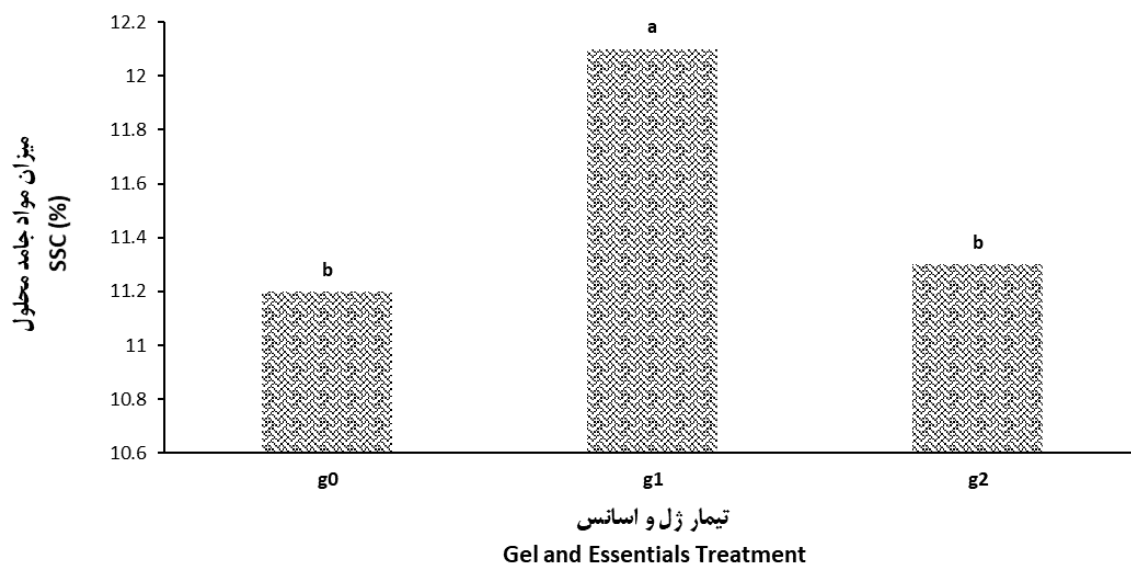 12.2
12
11.8
11.6
11.4
11.2
11
10.8
10.6
میزان مواد جامد محلول
SSC (%)
a
b
b
g0
g1
g2
تیمار ژل و اسانس
Gel and Essentials Treatment